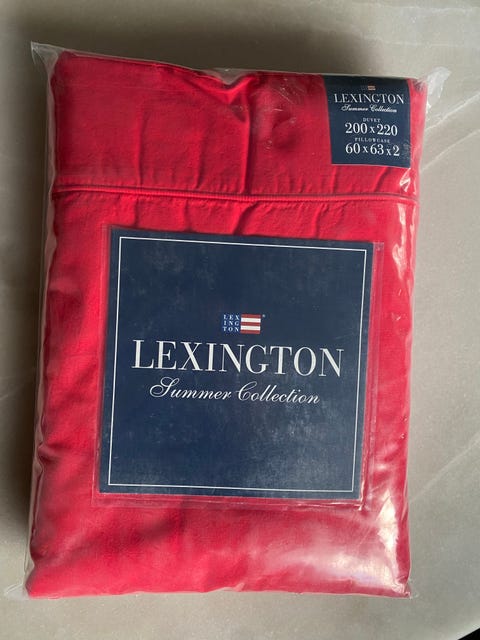 LEXINGTON
Summer Collection
DUVET
200 x 220
PILLOWCASE
60 x 63 x 2
LEX
ING
TON
®
LEXINGTON
Summer Collection